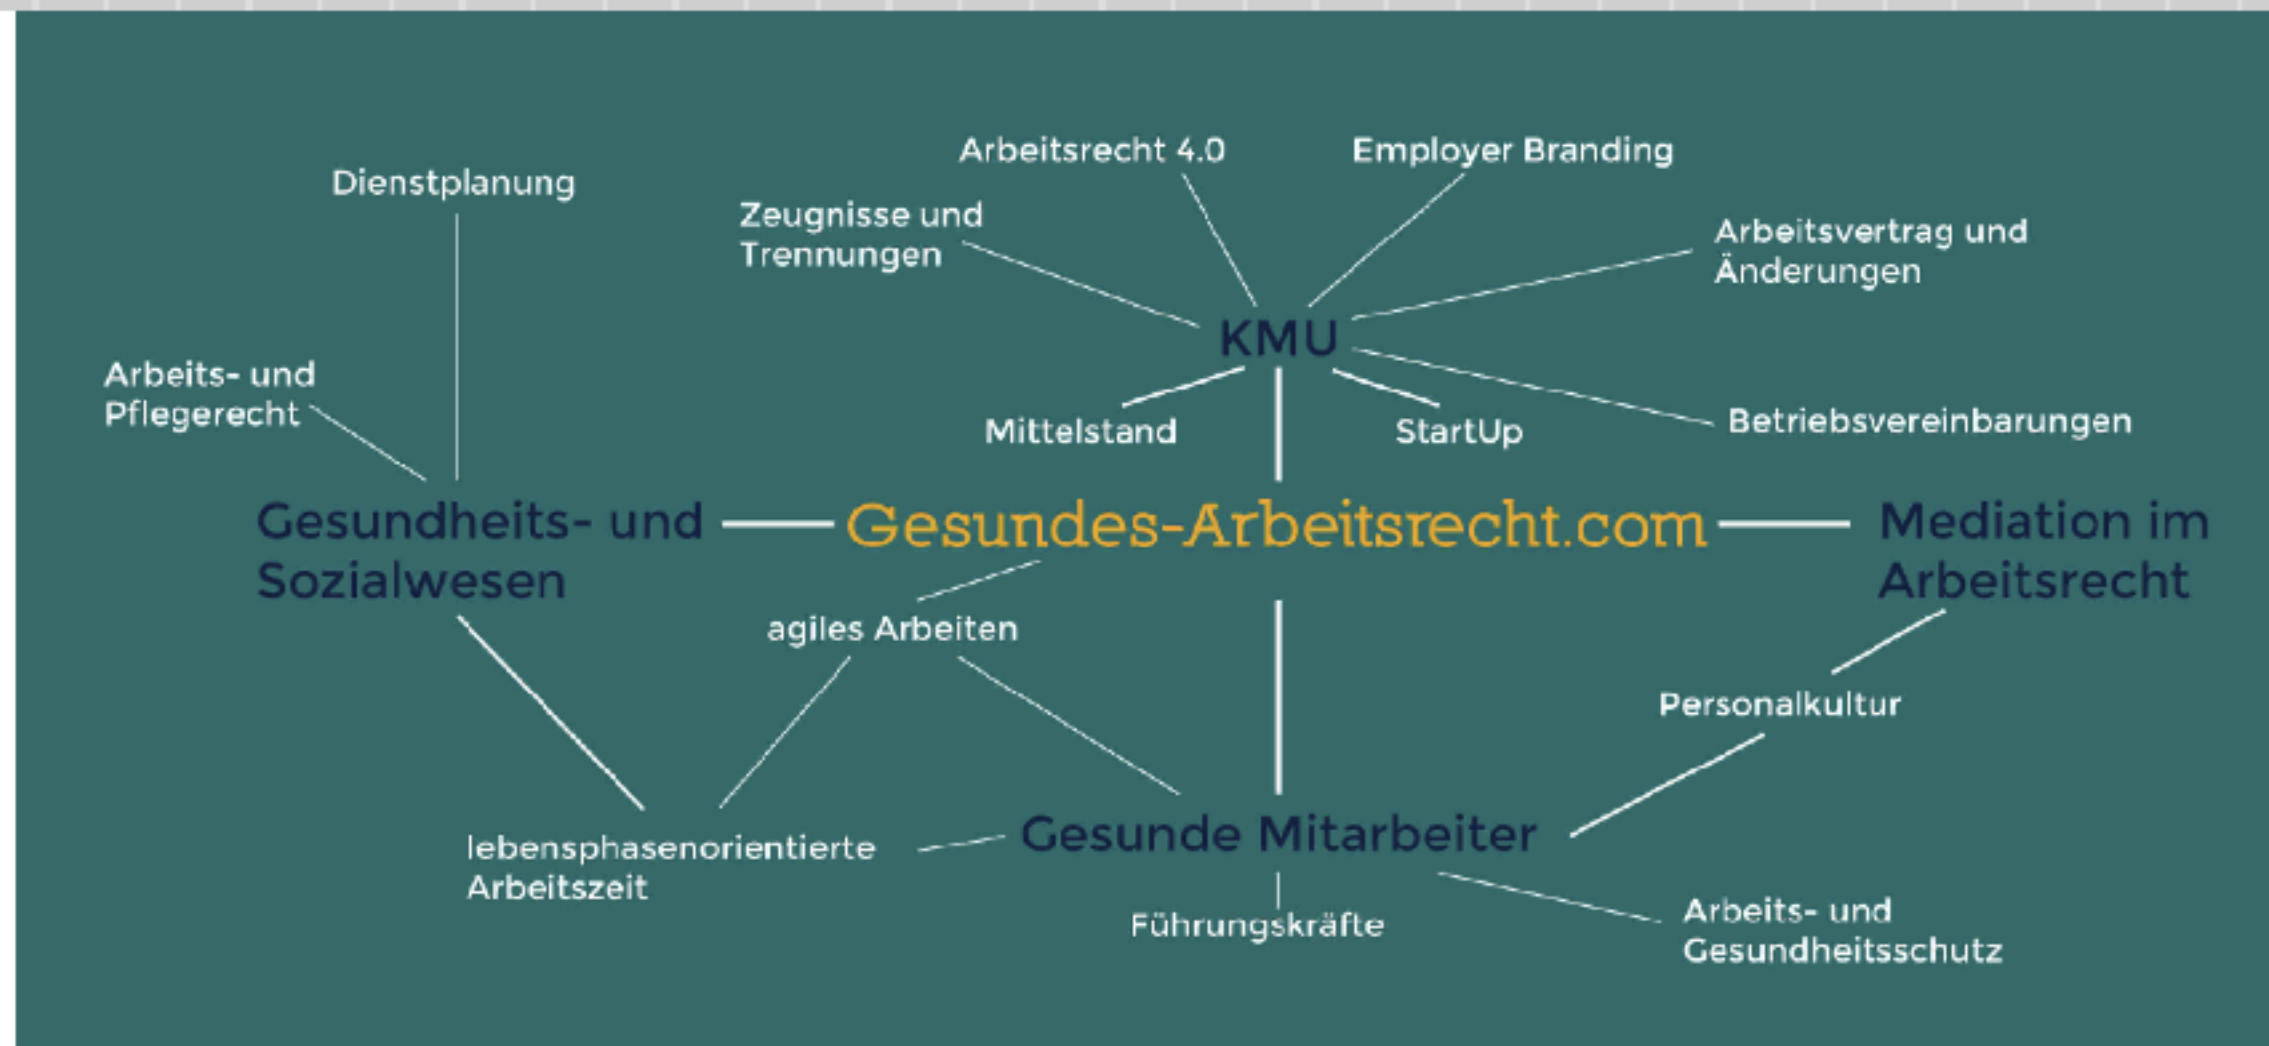 Arbeitsrecht 4.0
Employer Branding
Dienstplanung
Zeugnisse und
Trennungen
Arbeitsvertrag und
Änderungen
KMU
Arbeits- und
Pflegerecht
Mittelstand
StartUp
Betriebsvereinbarungen
Gesundheits- und
Sozialwesen
Gesundes-Arbeitsrecht.com
Mediation im
Arbeitsrecht
agiles Arbeiten
Personalkultur
lebensphasenorientierte
Arbeitszeit
Gesunde Mitarbeiter
Führungskräfte
Arbeits- und
Gesundheitsschutz